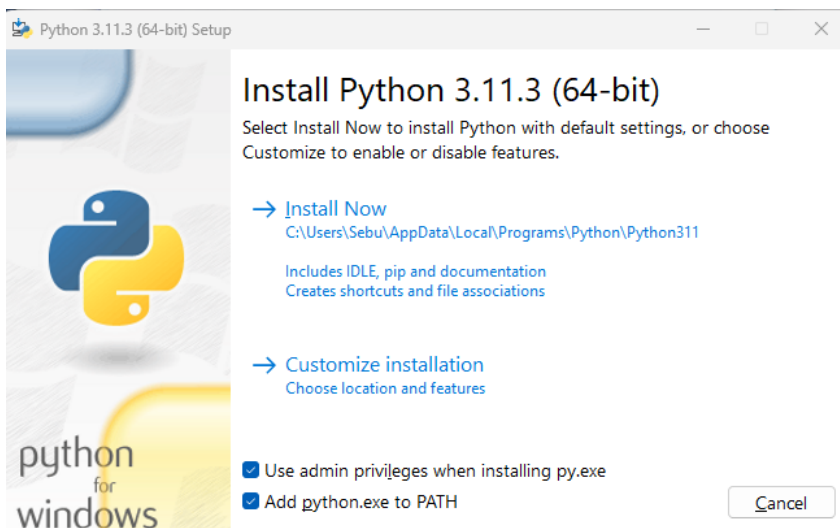 Python 3.11.3 (64-bit) Setup
Install Python 3.11.3 (64-bit)
Select Install Now to install Python with default settings, or choose
Customize to enable or disable features.
Install Now
C:\Users\Sebu\AppData\Local\Programs\Python\Python311
Includes IDLE, pip and documentation
Creates shortcuts and file associations
Customize installation
Choose location and features
python
for
windows
Use admin privileges when installing py.exe
Add python.exe to PATH
Cancel